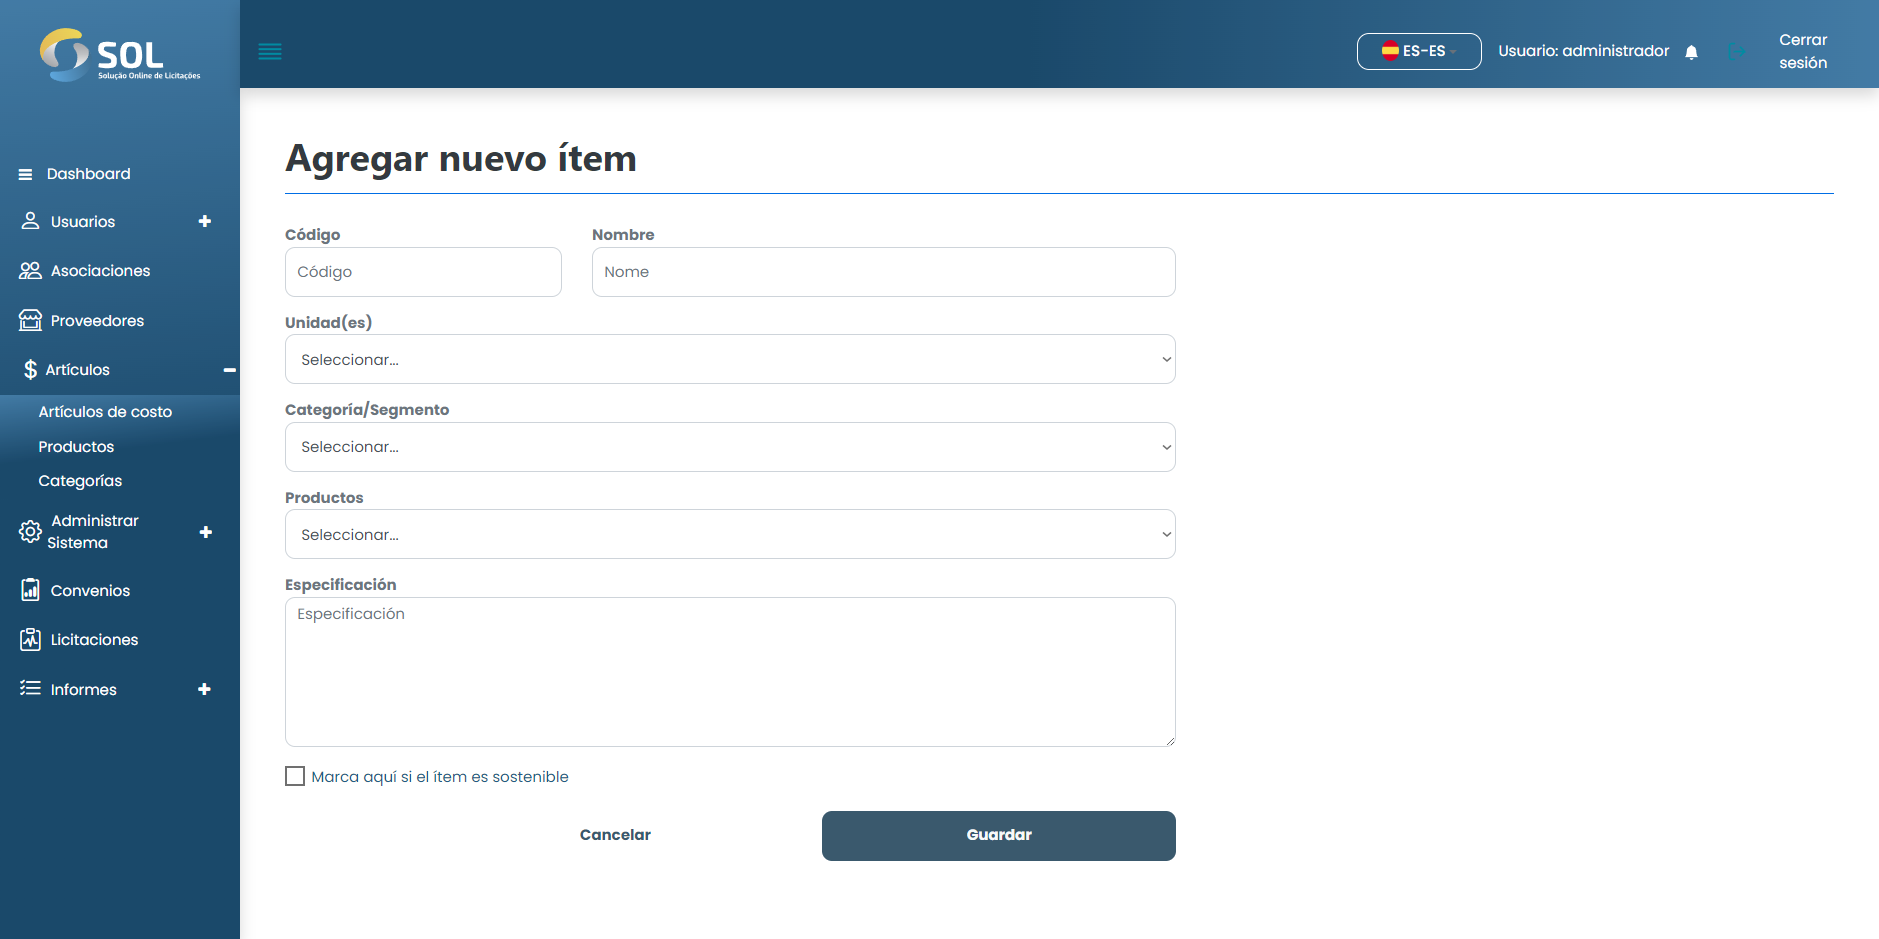 SOL
Solução Online de Licitações
ES-ES
Usuario: administrador
Cerrar
sesión
Dashboard
Usuarios
Asociaciones
Proveedores
Artículos
Artículos de costo
Productos
Categorías
Administrar
Sistema
Convenios
Licitaciones
Informes
Agregar nuevo ítem
Código
Nombre
Código
Nome
Unidad(es)
Seleccionar...
Categoría/Segmento
Seleccionar...
Productos
Seleccionar...
Especificación
Especificación
Marca aquí si el ítem es sostenible
Cancelar
Guardar